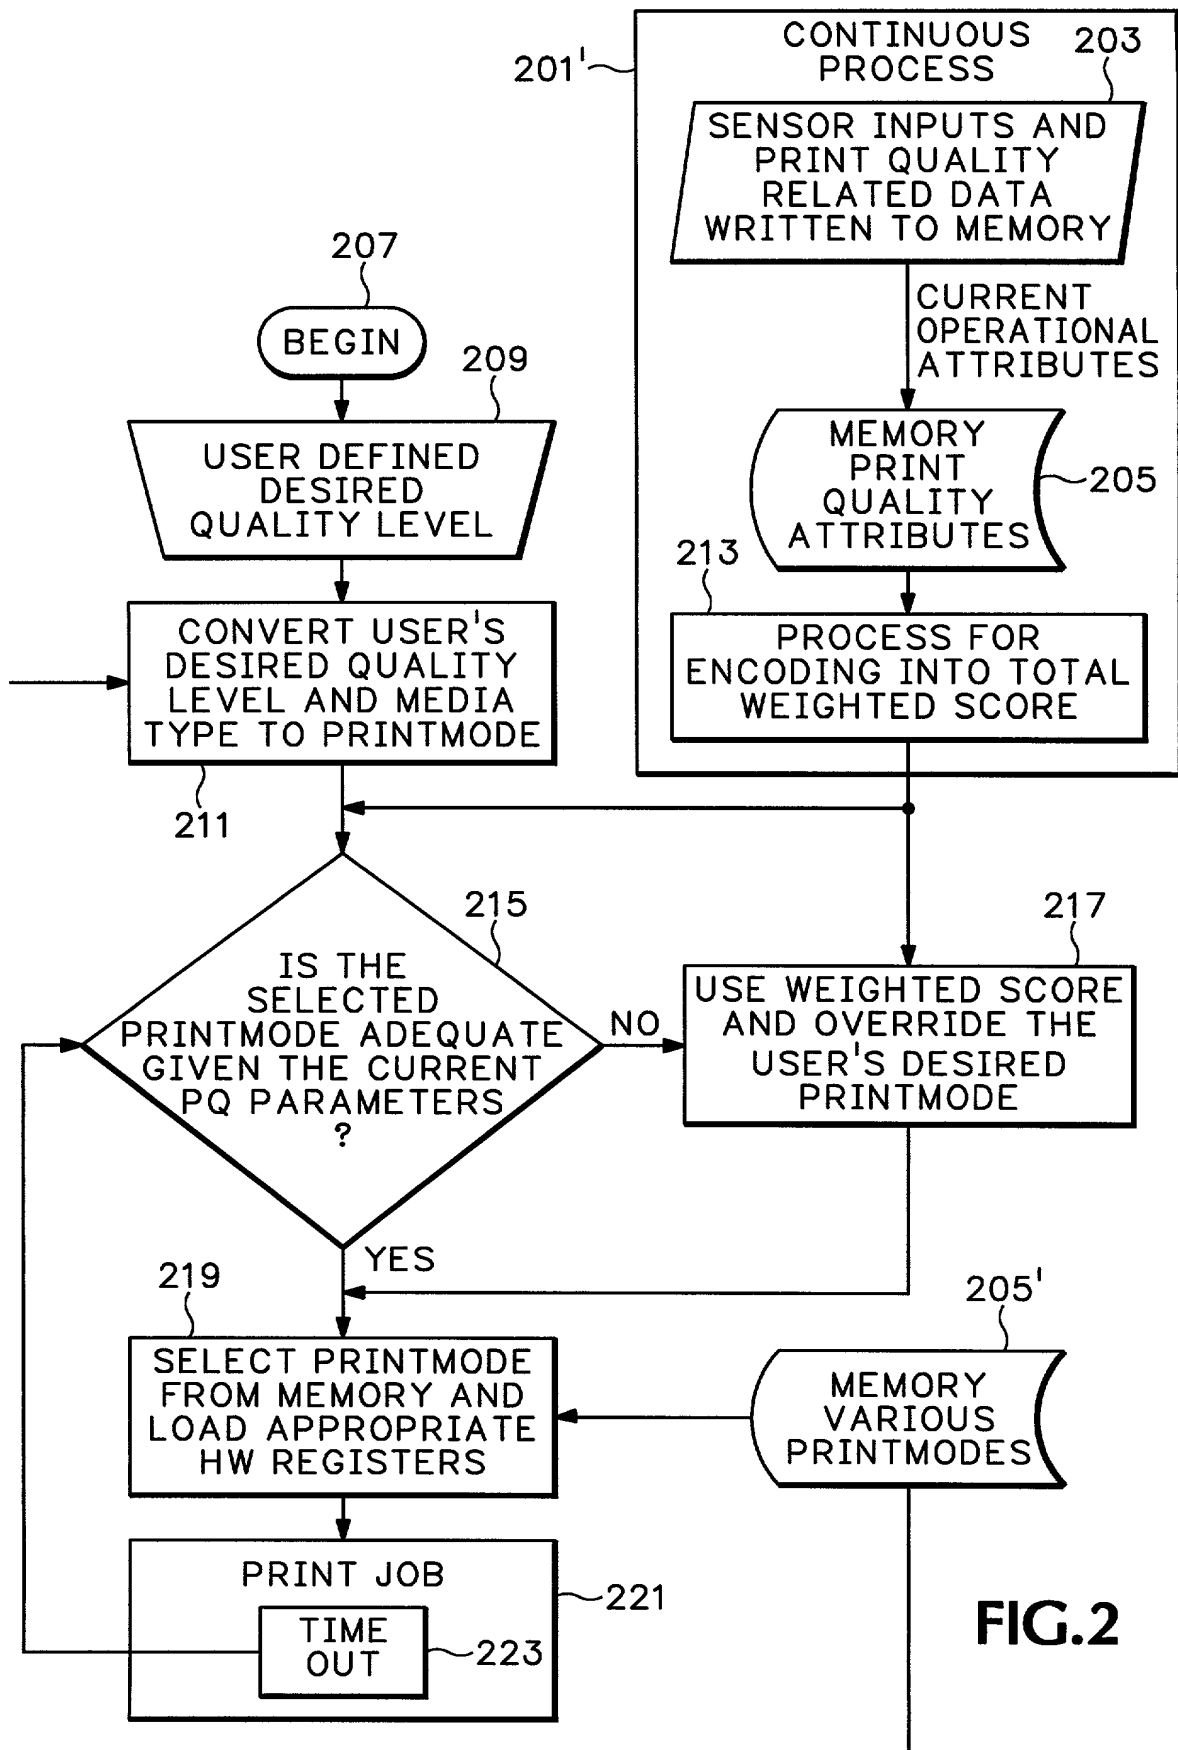 CONTINUOUS
PROCESS
203
201'
SENSOR INPUTS AND
PRINT QUALITY
RELATED DATA
WRITTEN TO MEMORY
CURRENT
OPERATIONAL
ATTRIBUTES
207
BEGIN
209
USER DEFINED
DESIRED
QUALITY LEVEL
MEMORY
PRINT
QUALITY
ATTRIBUTES
205
213
CONVERT USER'S
DESIRED QUALITY
LEVEL AND MEDIA
TYPE TO PRINTMODE
211
PROCESS FOR
ENCODING INTO TOTAL
WEIGHTED SCORE
215
IS THE
SELECTED
PRINTMODE ADEQUATE
GIVEN THE CURRENT
PQ PARAMETERS
?
NO
YES
217
USE WEIGHTED SCORE
AND OVERRIDE THE
USER'S DESIRED
PRINTMODE
219
SELECT PRINTMODE
FROM MEMORY AND
LOAD APPROPRIATE
HW REGISTERS
205'
MEMORY
VARIOUS
PRINTMODES
PRINT JOB
221
TIME
OUT
223
FIG.2